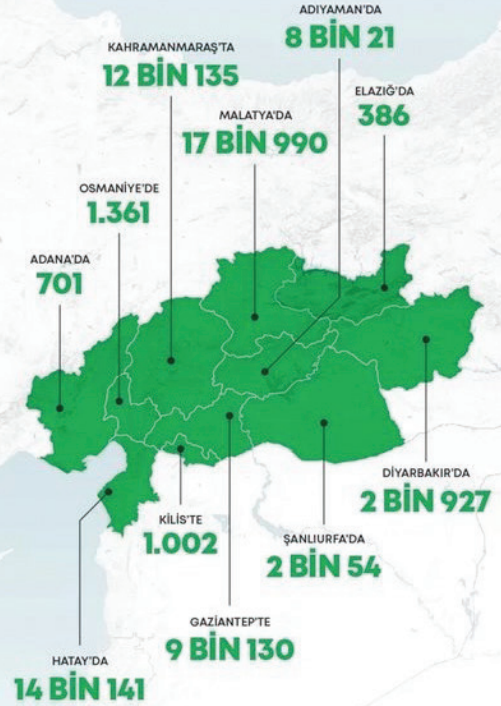 ADIYAMAN'DA
8 BİN 21
KAHRAMANMARAŞ'TA
12 BİN 135
ELAZIĞ'DA
386
MALATYA'DA
17 BİN 990
OSMANİYE'DE
1.361
ADANA'DA
701
DİYARBAKIR'DA
2 BİN 927
KİLİS'TE
1.002
ŞANLIURFA'DA
2 BİN 54
GAZİANTEP'TE
9 BİN 130
HATAY'DA
14 BİN 141